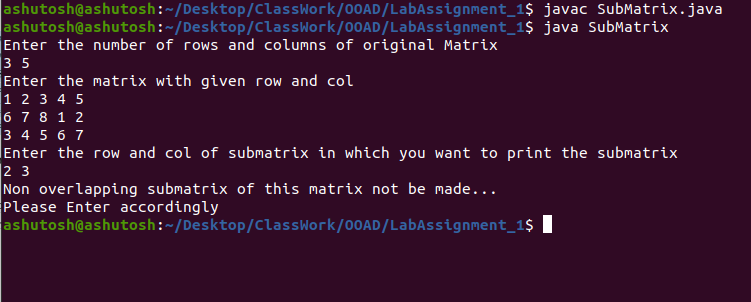 ashutosh@ashutosh:~/Desktop/ClassWork/OOAD/LabAssignment_1$ javac SubMatrix.java
ashutosh@ashutosh:~/Desktop/ClassWork/OOAD/LabAssignment_1$ java SubMatrix
Enter the number of rows and columns of original Matrix
3 5
Enter the matrix with given row and col
1 2 3 4 5
6 7 8 1 2
3 4 5 6 7
Enter the row and col of submatrix in which you want to print the submatrix
2 3
Non overlapping submatrix of this matrix not be made...
Please Enter accordingly
ashutosh@ashutosh:~/Desktop/ClassWork/OOAD/LabAssignment_1$